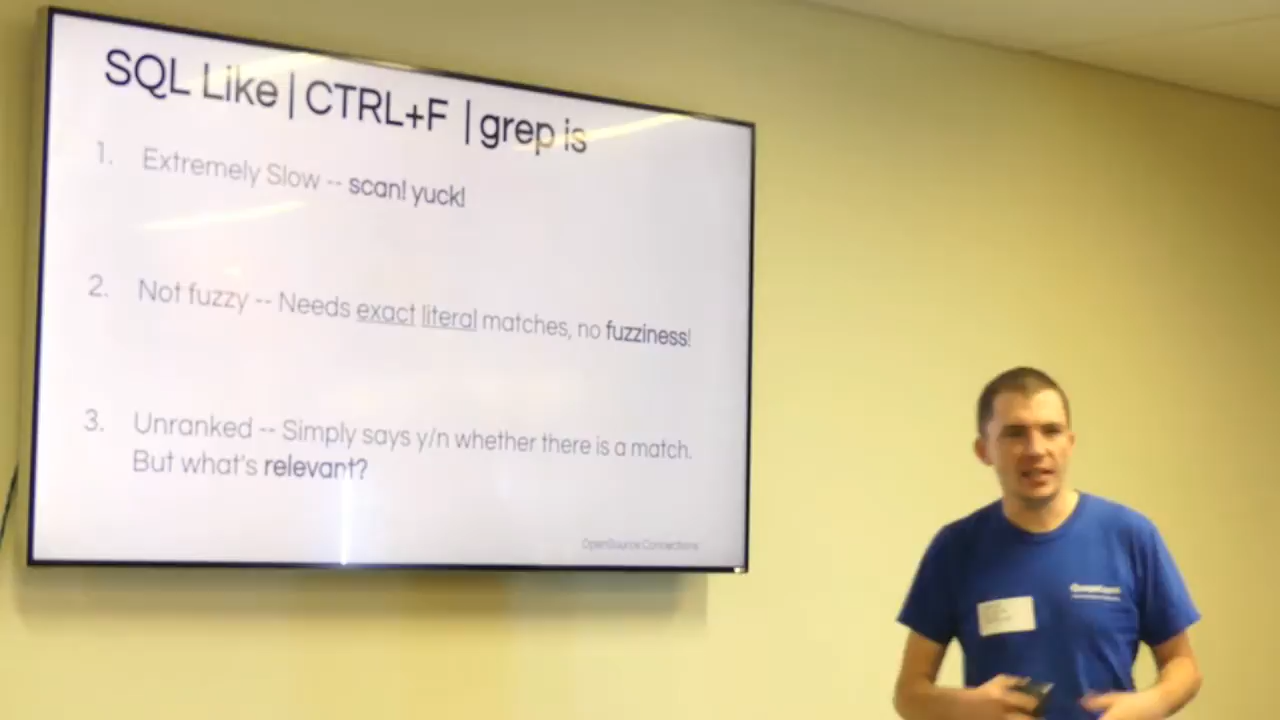 SQL Like | CTRL+F | grep is
1. Extremely Slow -- scan! yuck!
2. Not fuzzy -- Needs exact literal matches, no fuzziness!
3. Unranked -- Simply says y/n whether there is a match.
But what's relevant?
OpenSource Connections